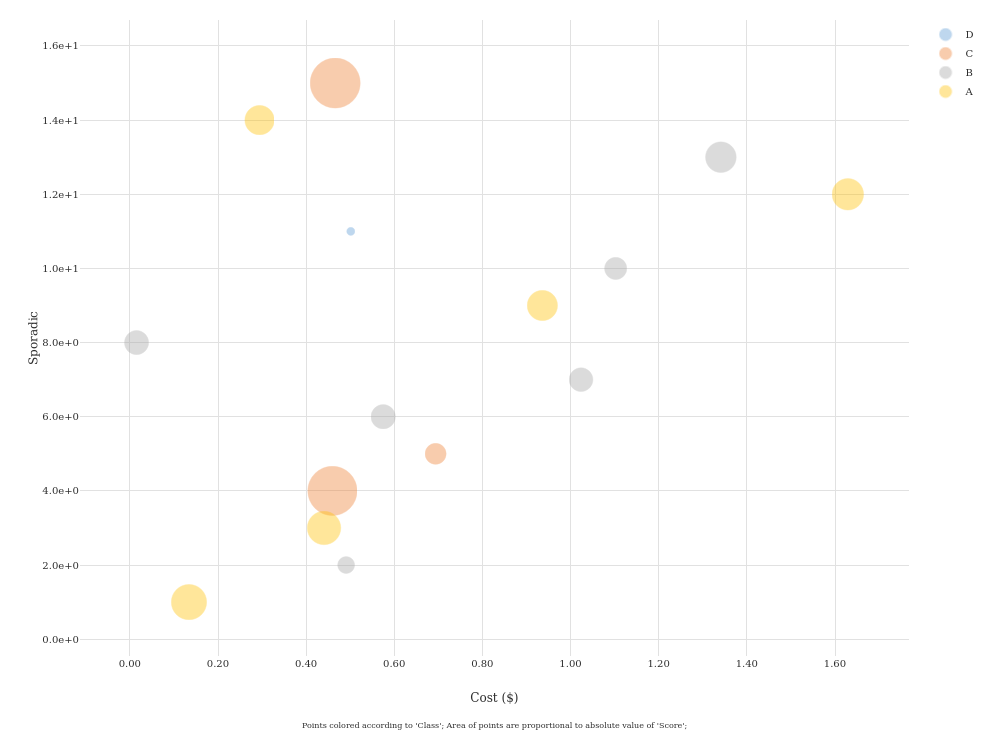 1.6e+1
1.4e+1
1.2e+1
1.0e+1
8.0e+0
6.0e+0
4.0e+0
2.0e+0
0.0e+0
Sporadic
0.00 0.20 0.40 0.60 0.80 1.00 1.20 1.40 1.60
Cost ($)
Points colored according to 'Class'; Area of points are proportional to absolute value of 'Score';
D
C
B
A